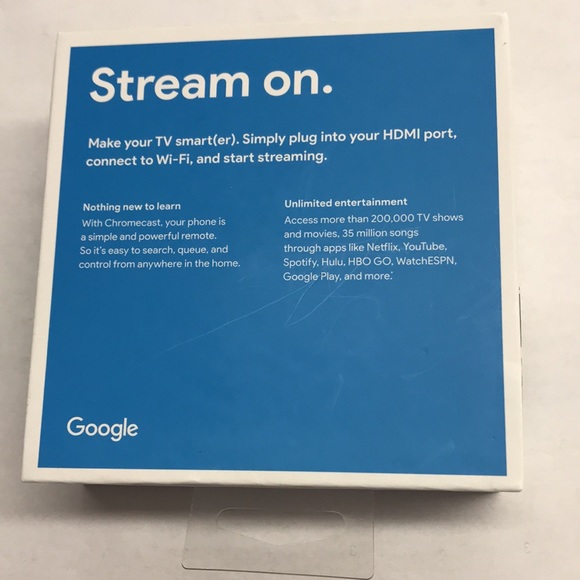 Stream on.
Make your TV smart(er). Simply plug into your HDMI port,
connect to Wi-Fi, and start streaming.
Nothing new to learn
With Chromecast, your phone is
a simple and powerful remote.
So it's easy to search, queue, and
control from anywhere in the home.
Unlimited entertainment
Access more than 200,000 TV shows
and movies, 35 million songs
through apps like Netflix, YouTube,
Spotify, Hulu, HBO GO, WatchESPN,
Google Play, and more.*
Google